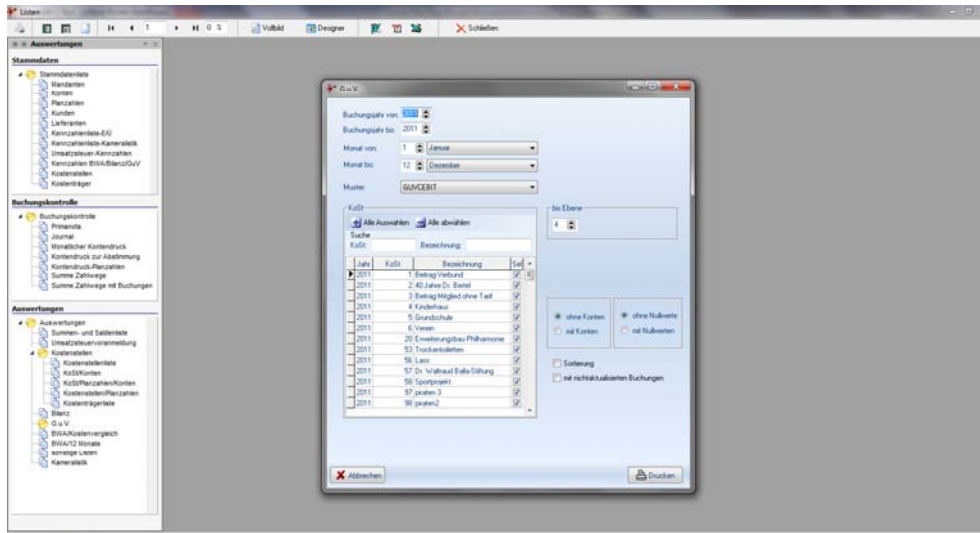 Listen
1 0 % Vollbild Designer Schließen
Auswertungen
Stammdaten
Stammdatenliste
Mandanten
Konten
Planzahlen
Kunden
Lieferanten
Kennzahlenliste-E/Ü
Kennzahlenliste-Kameralistik
Umsatzsteuer-Kennzahlen
Kennzahlen BWA/Bilanz/GuV
Kostenstellen
Kostenträger
Buchungskontrolle
Buchungskontrolle
Primanota
Journal
Monatlicher Kontendruck
Kontendruck zur Abstimmung
Kontendruck-Planzahlen
Summe Zahlwege
Summe Zahlwege mit Buchungen
Auswertungen
Auswertungen
Summen- und Saldenliste
Umsatzsteuervoranmeldung
Kostenstellen
Kostenstellenliste
KoSt/Konten
KoSt/Planzahlen/Konten
Kostenstellen/Planzahlen
Kostenträgerliste
Bilanz
G.u.V.
BWA/Kostenvergleich
BWA/12 Monate
sonstige Listen
Kameralistik
G.u.V.
Buchungsjahr von: 2011
Buchungsjahr bis: 2011
Monat von: 1 Januar
Monat bis: 12 Dezember
Muster: GUVCEBIT
KoSt
Alle Auswählen Alle abwählen
Suche
KoSt: Bezeichnung:
Jahr KoSt Bezeichnung Sel
2011 1 Beitrag Verbund
2011 2 40 Jahre Dr. Bertel
2011 3 Beitrag Mitglied ohne Tarif
2011 4 Kinderhaus
2011 5 Grundschule
2011 6 Verein
2011 20 Erweiterungsbau Philharmonie
2011 53 Trockentoiletten
2011 56 Laos
2011 57 Dr. Waltraud Balla-Stiftung
2011 58 Sportprojekt
2011 97 piraten 3
2011 98 piraten2
bis Ebene
4
ohne Konten
mit Konten
ohne Nullwerte
mit Nullwerten
Sortierung
mit nichtaktualisierten Buchungen
Abbrechen
Drucken